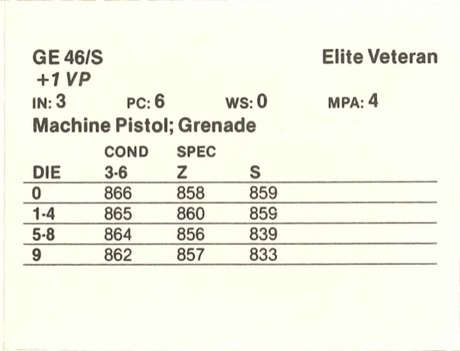 GE 46/S Elite Veteran
+1 VP
IN: 3 PC: 6 WS: 0 MPA: 4
Machine Pistol; Grenade
COND SPEC
DIE 3-6 Z S
0 866 858 859
1-4 865 860 859
5-8 864 856 839
9 862 857 833